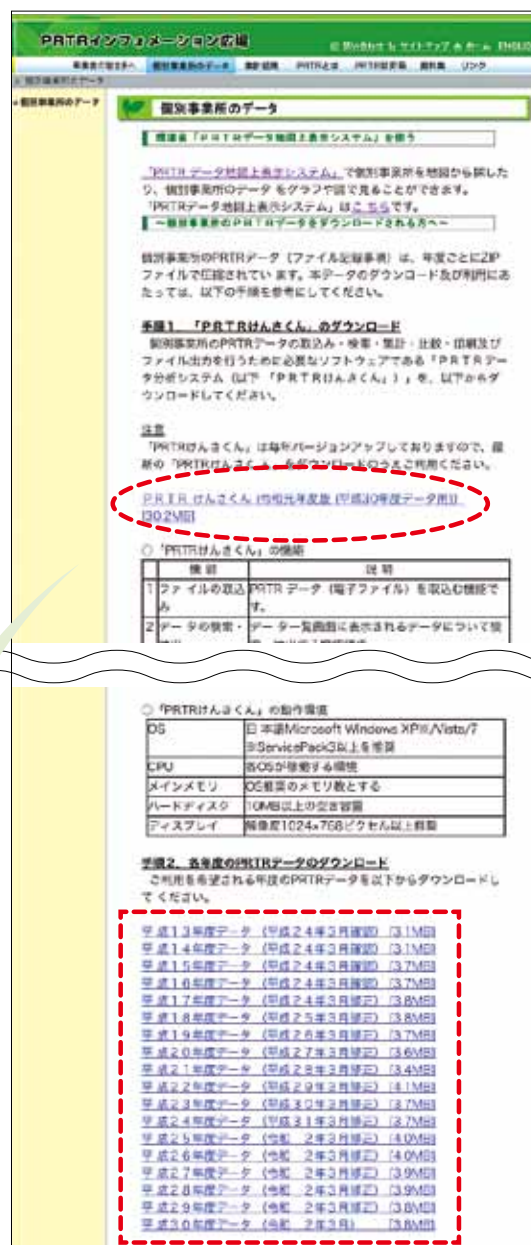 PRTRインフォメーション広場
個別事業所のデータ 集計結果 PRTRとは PRTR対象物質 資料集 リンク
個別事業所のデータ
個別事業所のデータ
環境省「PRTRデータ地図上表示システム」を使う
「PRTR データ地図上表示システム」で個別事業所を地図から探した
り、個別事業所のデータ をグラフや図で見ることができます。
「PRTRデータ地図上表示システム」はこ ちらです。
～個別事業所のPRTRデータをダウンロードされる方へ～
個別事業所のPRTRデータ（ファイル記録事項）は、年度ごとにZIP
ファイルで圧縮されてい ます。本データのダウンロード及び利用にあ
たっては、以下の手順を参考にしてください。
手順1．「PRTRけんさくん」のダウンロード
個別事業所のPRTRデータの取込み・検索・集計・比較・印刷及び
ファイル出力を行うために必要なソフトウェアである「PRTRデー
タ分析システム（以下「PRTRけんさくん」）」を、以下からダ
ウンロードしてください。
注意
「PRTRけんさくん」は毎年バージョンアップしておりますので、最
新の「PRTRけんさくん」をダウンロードのうえご利用ください。
PRTR けんさくん（令和元年度版（平成30年度データ用））
[30.2MB]
○「PRTRけんさくん」の機能
機 能 説 明
1 ファイルの取込 PRTR データ（電子ファイル）を取込む機能で
み す。
2 データの検索・ データ一覧画面に表示されるデータについて検
○「PRTRけんさくん」の動作環境
OS 日本語Microsoft Windows XP※/Vista/7
※ServicePack3以上を推奨
CPU 各OSが稼働する環境
メインメモリ OS推奨のメモリ数とする
ハードディスク 10MB以上の空き容量
ディスプレイ 解像度1024×768ピクセル以上推奨
手順2．各年度のPRTRデータのダウンロード
ご利用を希望される年度のPRTRデータを以下からダウンロードし
て ください。
平成13年度データ （平成24年3月確認） [3.1MB]
平成14年度データ （平成24年3月確認） [3.1MB]
平成15年度データ （平成24年3月確認） [3.7MB]
平成16年度データ （平成24年3月確認） [3.7MB]
平成17年度データ （平成24年3月修正） [3.8MB]
平成18年度データ （平成25年3月修正） [3.8MB]
平成19年度データ （平成26年3月修正） [3.7MB]
平成20年度データ （平成27年3月修正） [3.6MB]
平成21年度データ （平成28年3月修正） [3.4MB]
平成22年度データ （平成29年3月修正） [4.1MB]
平成23年度データ （平成30年3月修正） [3.7MB]
平成24年度データ （平成31年3月修正） [3.7MB]
平成25年度データ （令和 2年3月修正） [4.0MB]
平成26年度データ （令和 2年3月修正） [4.0MB]
平成27年度データ （令和 2年3月修正） [3.9MB]
平成28年度データ （令和 2年3月修正） [3.9MB]
平成29年度データ （令和 2年3月修正） [3.8MB]
平成30年度データ （令和 2年3月） [3.8MB]